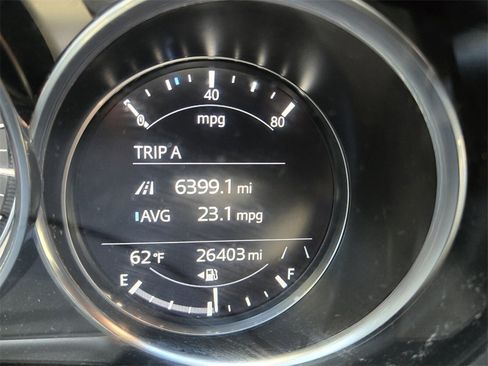 40
0 mpg 80
TRIP A
6399.1 mi
AVG 23.1 mpg
62°F 26403 mi
E F